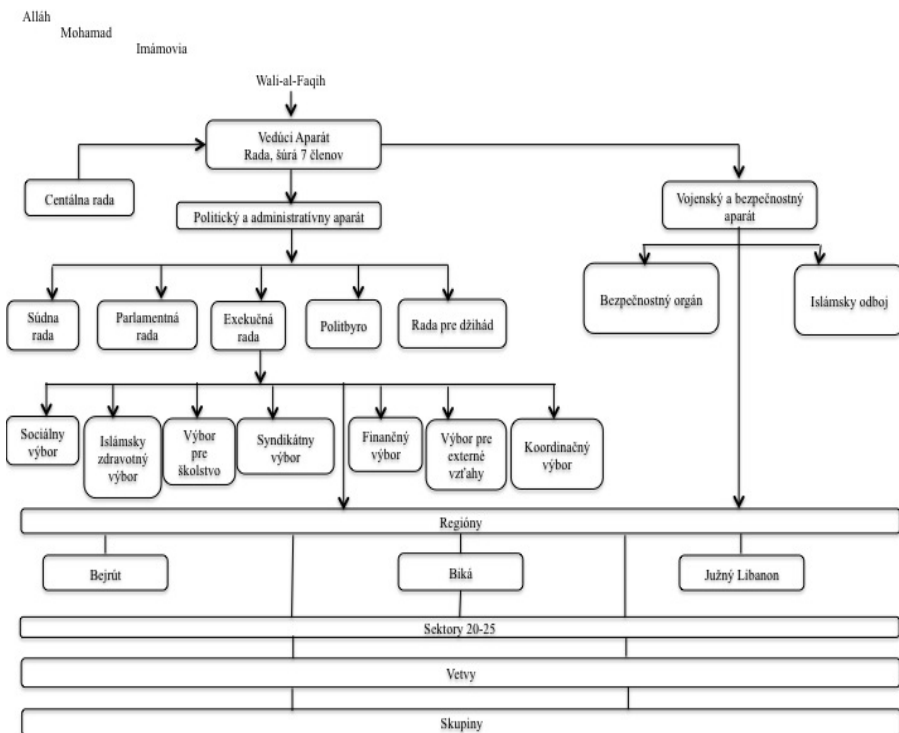 Alláh
Mohamad
Imámovia
Wali-al-Faqih
Vedúci Aparát
Rada, šúrá 7 členov
Centálna rada
Politický a administratívny aparát
Vojenský a bezpečnostný
aparát
Bezpečnostný orgán
Islámsky odboj
Súdna
rada
Parlamentná
rada
Exekučná
rada
Politbyro
Rada pre džihád
Sociálny
výbor
Islámsky
zdravotný
výbor
Výbor
pre
školstvo
Syndikátny
výbor
Finančný
výbor
Výbor pre
externé
vzťahy
Koordinačný
výbor
Regióny
Bejrút
Biká
Južný Libanon
Sektory 20-25
Vetvy
Skupiny